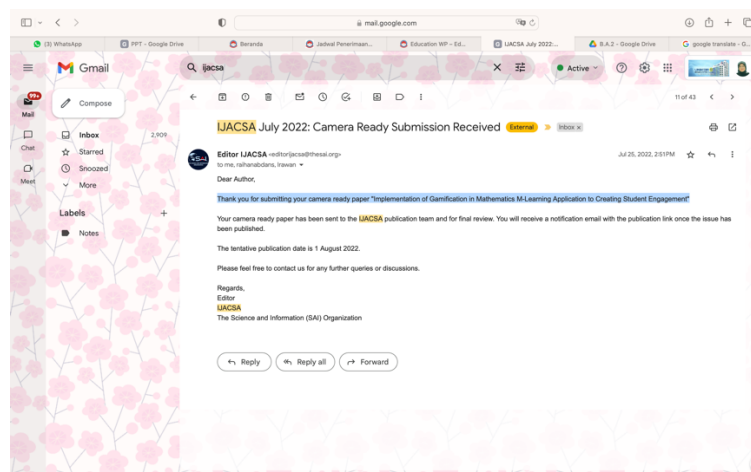 mail.google.com
(3) WhatsApp
PPT - Google Drive
Beranda
Jadwal Penerimaan...
Education WP – Ed...
IJACSA July 2022:...
B.A.2 - Google Drive
google translate - G...
Gmail
ijacsa
Active
99+
Mail
Chat
Meet
Compose
Inbox 2,909
Starred
Snoozed
More
Labels
Notes
11 of 43
IJACSA July 2022: Camera Ready Submission Received External Inbox x
Editor IJACSA <editorijacsa@thesai.org> Jul 25, 2022, 2:51 PM
to me, raihanabdans, Irawan
Dear Author,
Thank you for submitting your camera ready paper "Implementation of Gamification in Mathematics M-Learning Application to Creating Student Engagement"
Your camera ready paper has been sent to the IJACSA publication team and for final review. You will receive a notification email with the publication link once the issue has
been published.
The tentative publication date is 1 August 2022.
Please feel free to contact us for any further queries or discussions.
Regards,
Editor
IJACSA
The Science and Information (SAI) Organization
Reply
Reply all
Forward